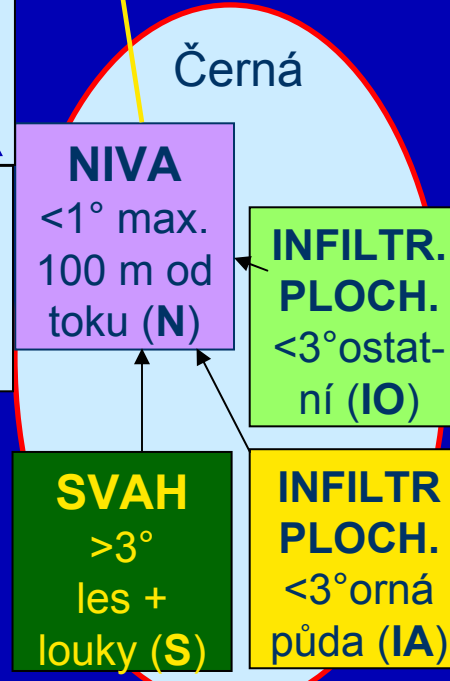 Černá
NIVA
<1° max.
100 m od
toku (N)
INFILTR.
PLOCH.
<3°ostat-
ní (IO)
SVAH
>3°
les +
louky (S)
INFILTR
PLOCH.
<3°orná
půda (IA)